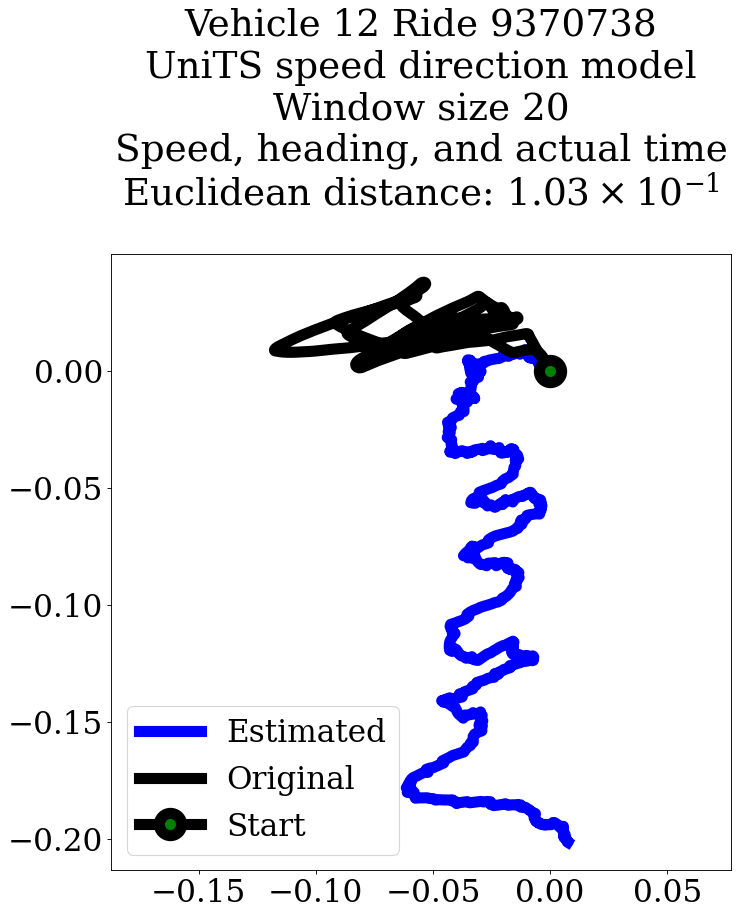 Vehicle 12 Ride 9370738
UniTS speed direction model
Window size 20
Speed, heading, and actual time
Euclidean distance: 1.03 × 10⁻¹
0.00
−0.05
−0.10
−0.15
−0.20
Estimated
Original
Start
−0.15 −0.10 −0.05 0.00 0.05